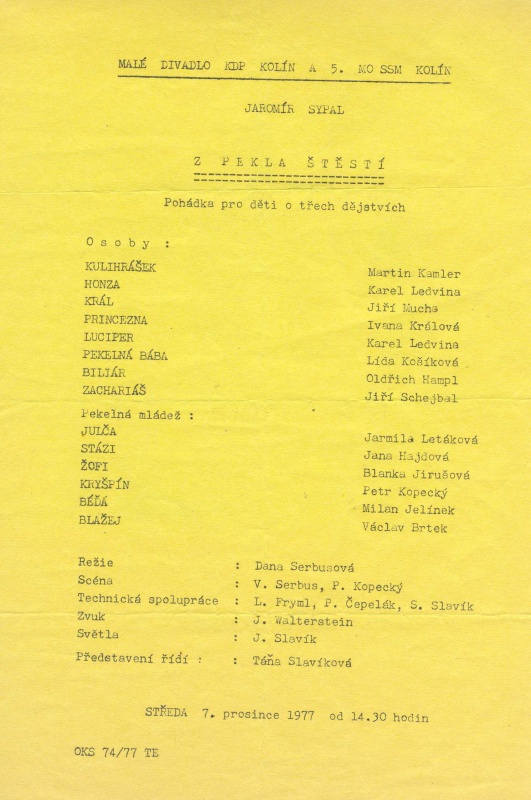 MALÉ DIVADLO KDP KOLÍN A 5. MO SSM KOLÍN
JAROMÍR SYPAL
Z PEKLA ŠTĚSTÍ
Pohádka pro děti o třech dějstvích
Osoby :
KULIHRÁŠEK Martin Kamler
HONZA Karel Ledvina
KRÁL Jiří Mucha
PRINCEZNA Ivana Králová
LUCIPER Karel Ledvina
PEKELNÁ BÁBA Lída Košíková
BILIÁR Oldřich Hampl
ZACHARIÁŠ Jiří Schejbal
Pekelná mládež :
JULČA Jarmila Letáková
STÁZI Jana Hajdová
ŽOFI Blanka Jirušová
KRYŠPÍN Petr Kopecký
BÉĎA Milan Jelínek
BLAŽEJ Václav Brtek
Režie : Dana Serbusová
Scéna : V. Serbus, P. Kopecký
Technická spolupráce : L. Fryml, P. Čepelák, S. Slavík
Zvuk : J. Walterstein
Světla : J. Slavík
Představení řídí : : Táňa Slavíková
STŘEDA 7. prosince 1977 od 14.30 hodin
OKS 74/77 TE